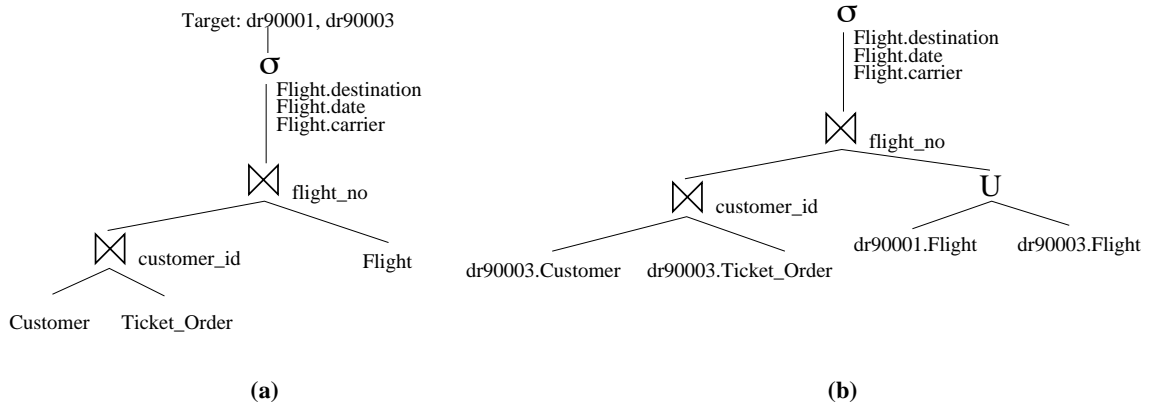 Target: dr90001, dr90003
σ
Flight.destination
Flight.date
Flight.carrier
flight_no
customer_id
Flight
Customer
Ticket_Order
(a)
σ
Flight.destination
Flight.date
Flight.carrier
flight_no
customer_id
U
dr90003.Customer
dr90003.Ticket_Order
dr90001.Flight
dr90003.Flight
(b)